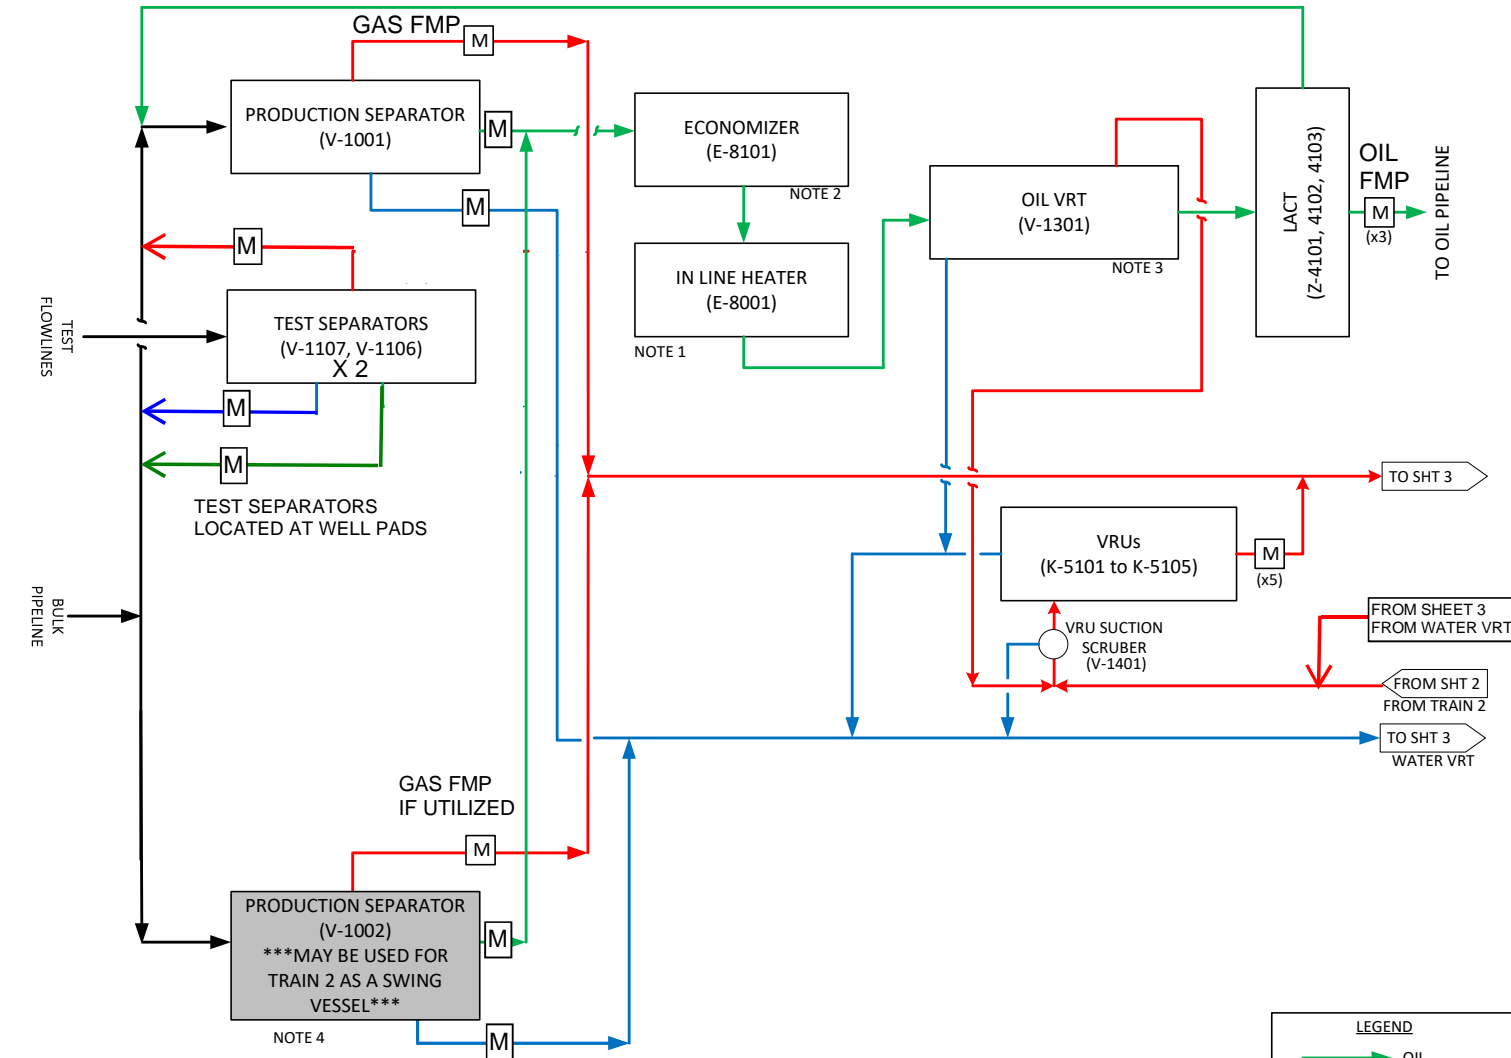 GAS FMP
M
PRODUCTION SEPARATOR
(V-1001)
M
M
ECONOMIZER
(E-8101)
NOTE 2
IN LINE HEATER
(E-8001)
NOTE 1
OIL VRT
(V-1301)
NOTE 3
LACT
(Z-4101, 4102, 4103)
OIL
FMP
M
(x3)
TO OIL PIPELINE
M
TEST
FLOWLINES
TEST SEPARATORS
(V-1107, V-1106)
X 2
M
M
TEST SEPARATORS
LOCATED AT WELL PADS
TO SHT 3
VRUs
(K-5101 to K-5105)
M
(x5)
BULK
PIPELINE
VRU SUCTION
SCRUBER
(V-1401)
FROM SHEET 3
FROM WATER VRT
FROM SHT 2
FROM TRAIN 2
TO SHT 3
WATER VRT
GAS FMP
IF UTILIZED
M
PRODUCTION SEPARATOR
(V-1002)
***MAY BE USED FOR
TRAIN 2 AS A SWING
VESSEL***
M
NOTE 4
M
LEGEND
OIL